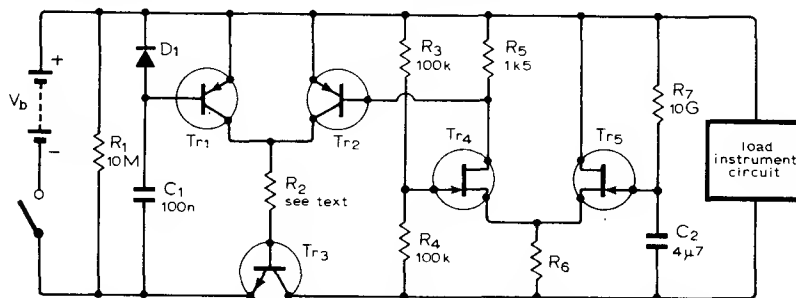 +
V_b
−
R₁
10M
D₁
C₁
100n
Tr₁
Tr₂
R₂
see text
Tr₃
R₃
100k
R₄
100k
R₅
1k5
Tr₄
Tr₅
R₆
R₇
10G
C₂
4µ7
load
instrument
circuit